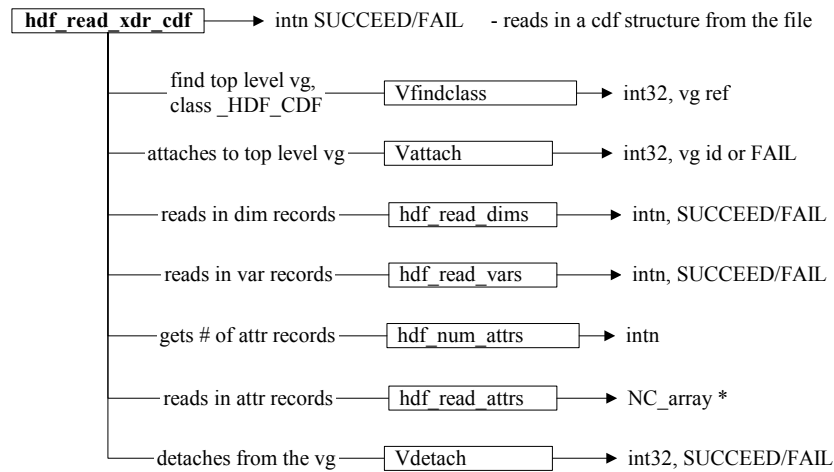 hdf_read_xdr_cdf intn SUCCEED/FAIL - reads in a cdf structure from the file
find top level vg,
class _HDF_CDF Vfindclass int32, vg ref
attaches to top level vg Vattach int32, vg id or FAIL
reads in dim records hdf_read_dims intn, SUCCEED/FAIL
reads in var records hdf_read_vars intn, SUCCEED/FAIL
gets # of attr records hdf_num_attrs intn
reads in attr records hdf_read_attrs NC_array *
detaches from the vg Vdetach int32, SUCCEED/FAIL